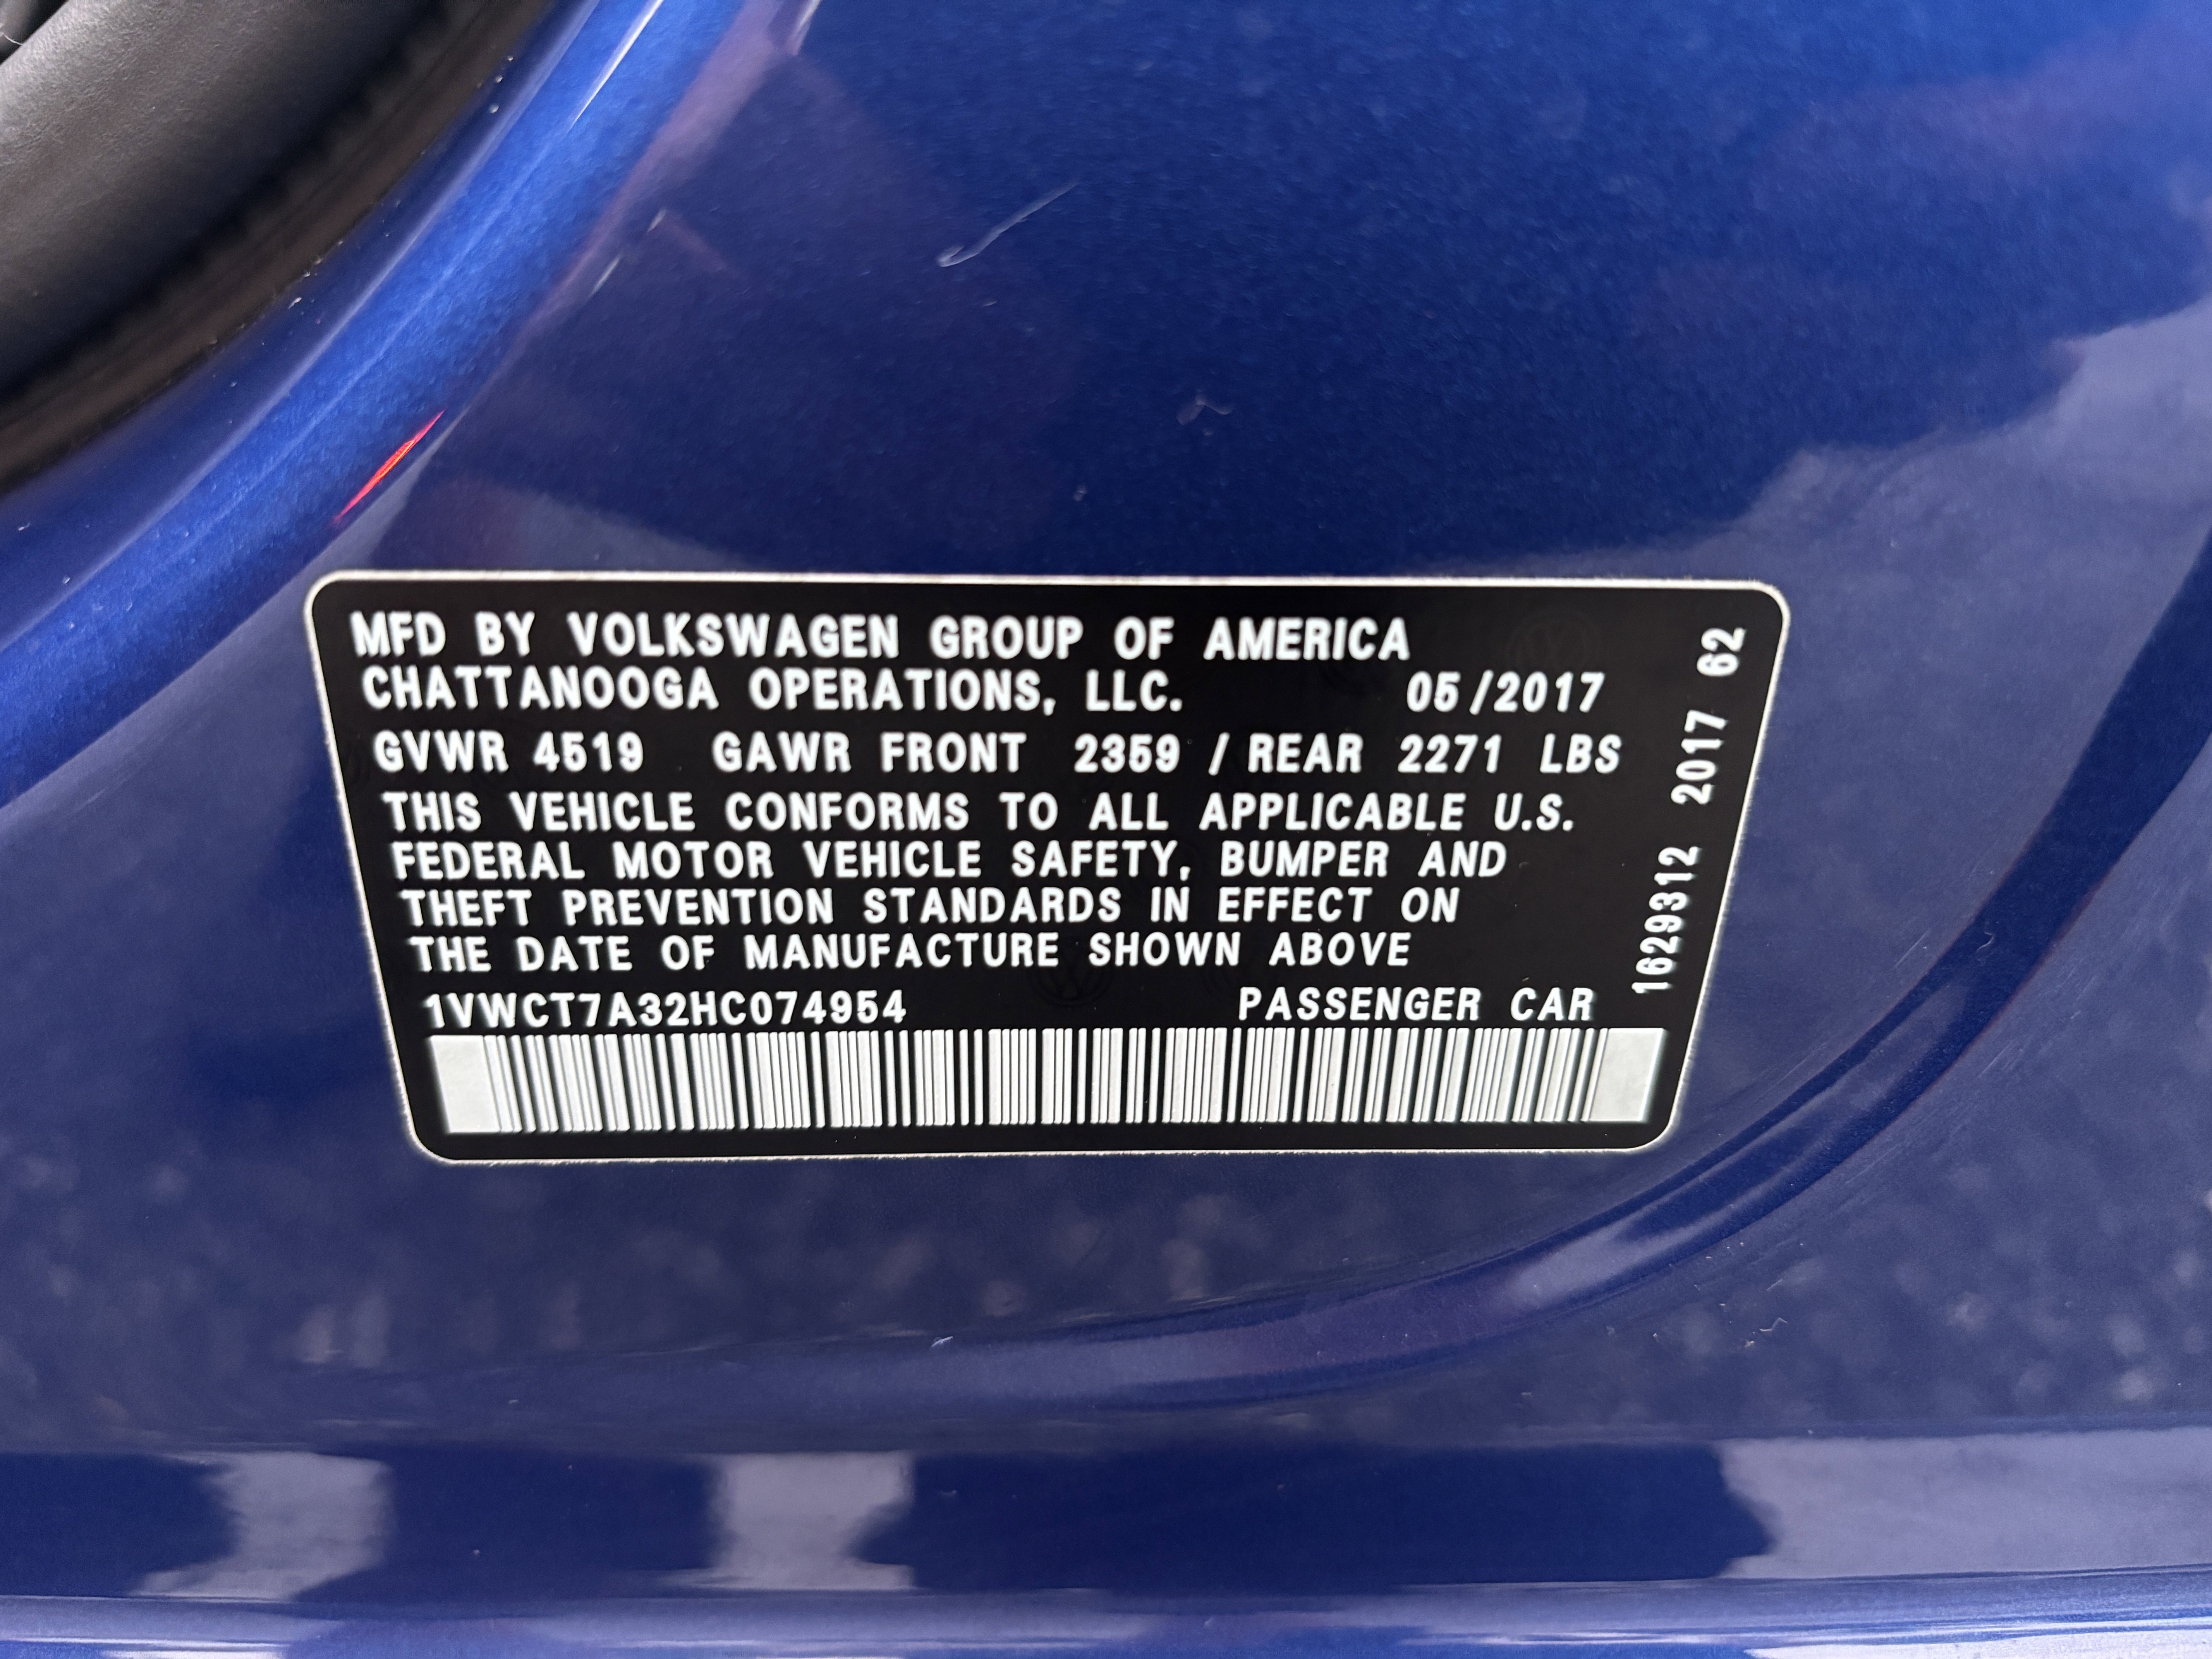 MFD BY VOLKSWAGEN GROUP OF AMERICA
CHATTANOOGA OPERATIONS, LLC. 05/2017
GVWR 4519 GAWR FRONT 2359 / REAR 2271 LBS
THIS VEHICLE CONFORMS TO ALL APPLICABLE U.S.
FEDERAL MOTOR VEHICLE SAFETY, BUMPER AND
THEFT PREVENTION STANDARDS IN EFFECT ON
THE DATE OF MANUFACTURE SHOWN ABOVE
1VWCT7A32HC074954 PASSENGER CAR
1629312 2017 62